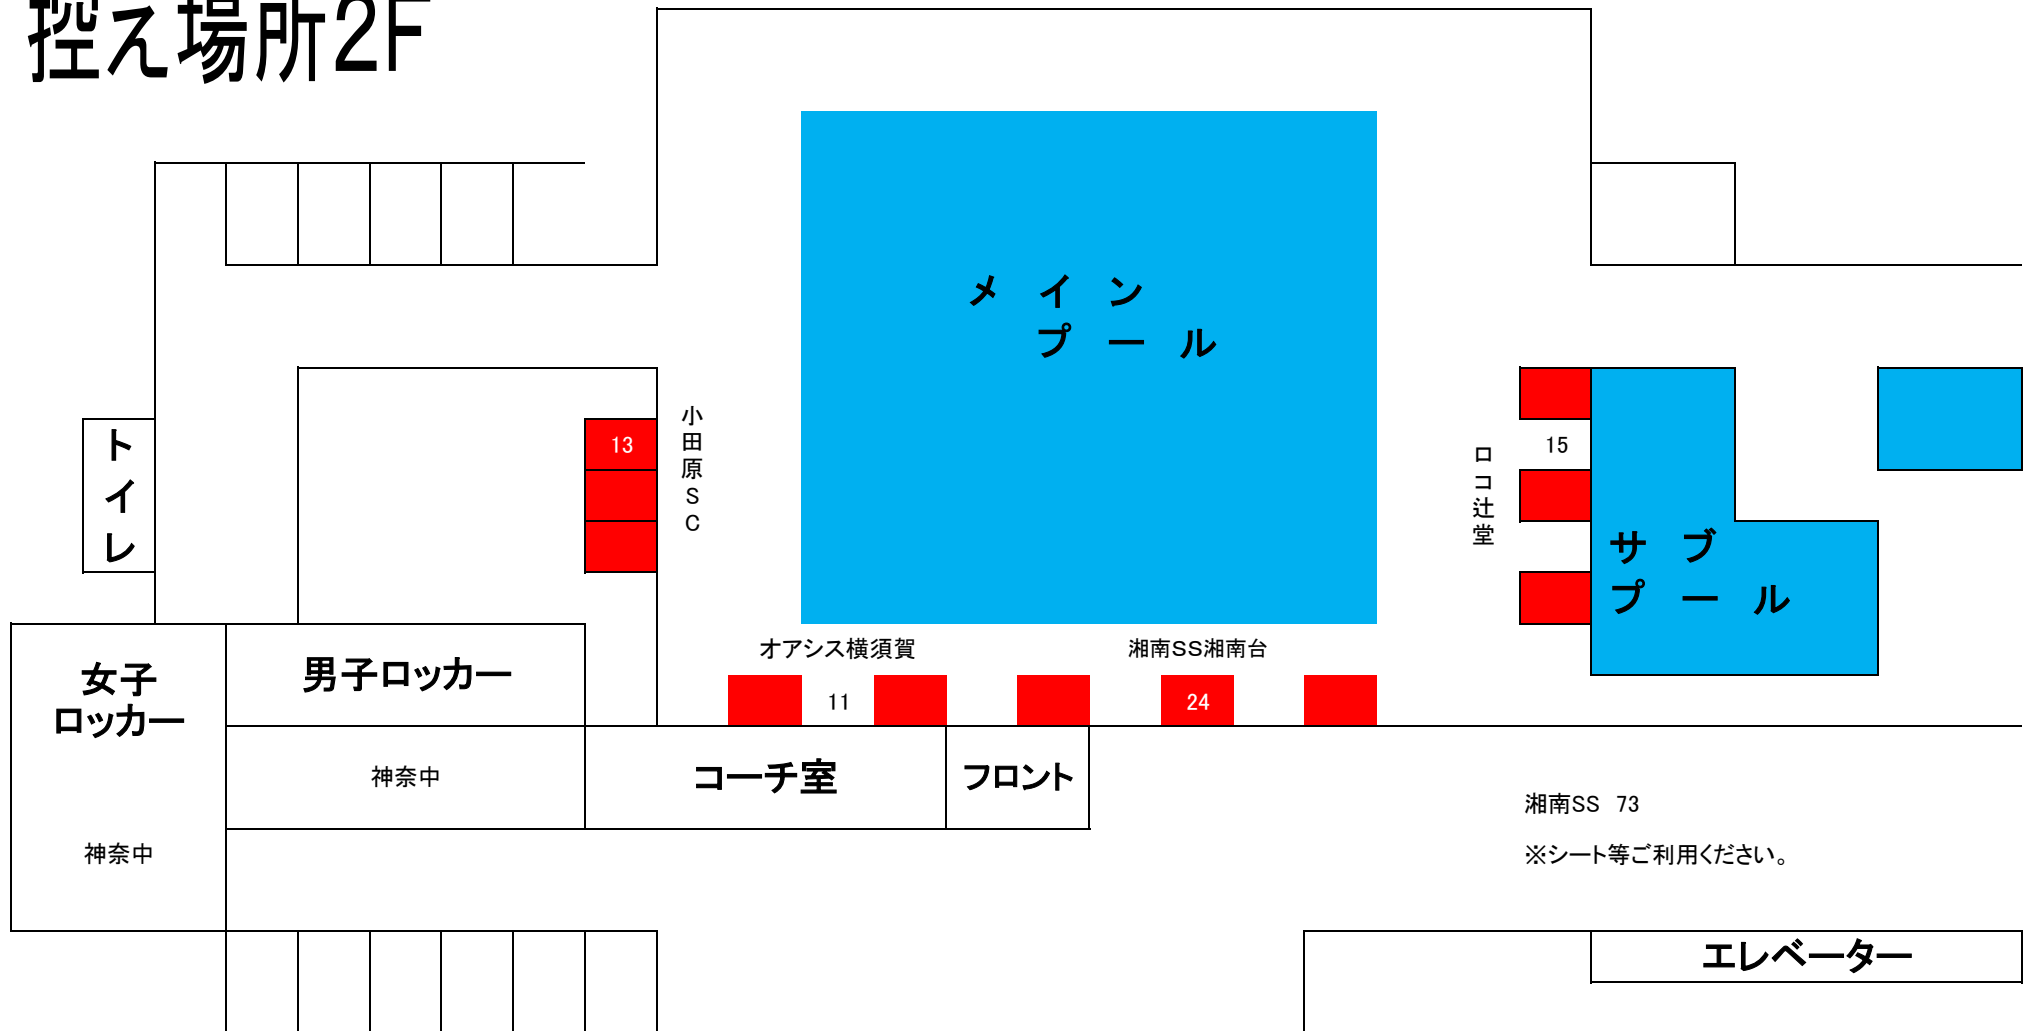 控え場所2F
メイン
プール
トイレ
13
小田原SC
ロコ辻堂
15
サブ
プール
オアシス横須賀
湘南SS湘南台
11
24
女子
ロッカー
男子ロッカー
神奈中
コーチ室
フロント
湘南SS 73
神奈中
※シート等ご利用ください。
エレベーター